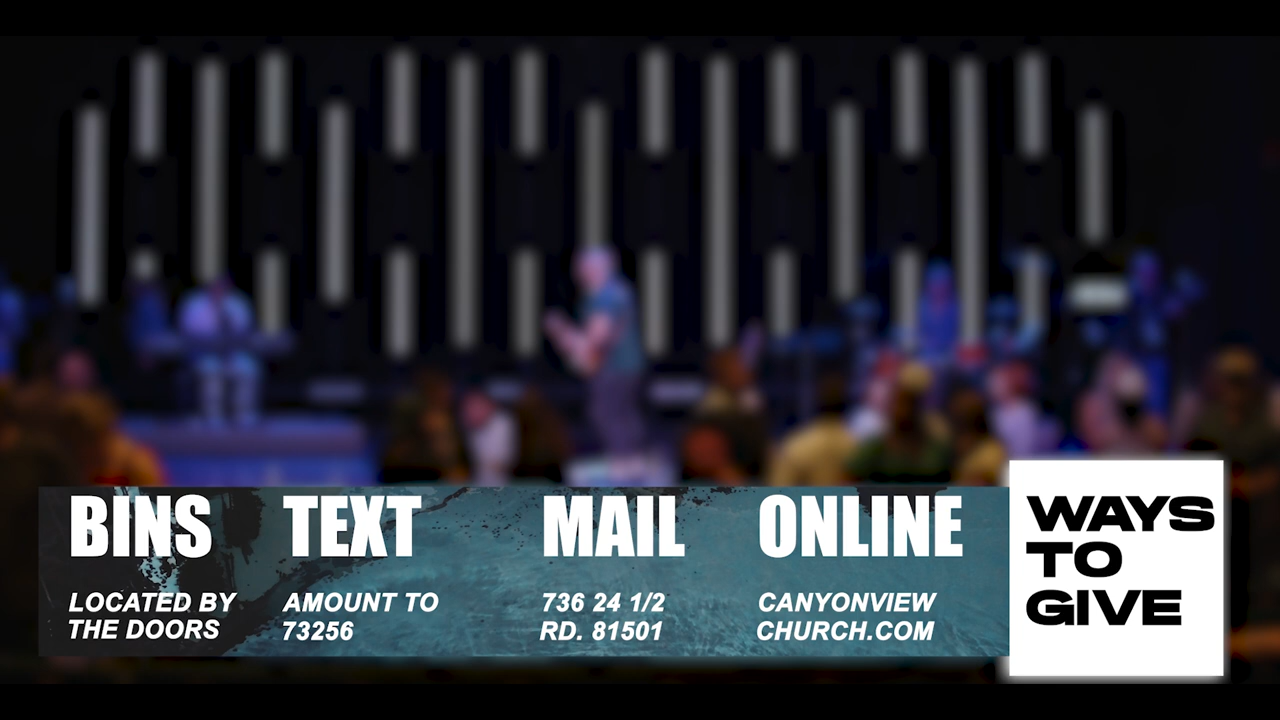 BINS
LOCATED BY
THE DOORS
TEXT
AMOUNT TO
73256
MAIL
736 24 1/2
RD. 81501
ONLINE
CANYONVIEW
CHURCH.COM
WAYS
TO
GIVE